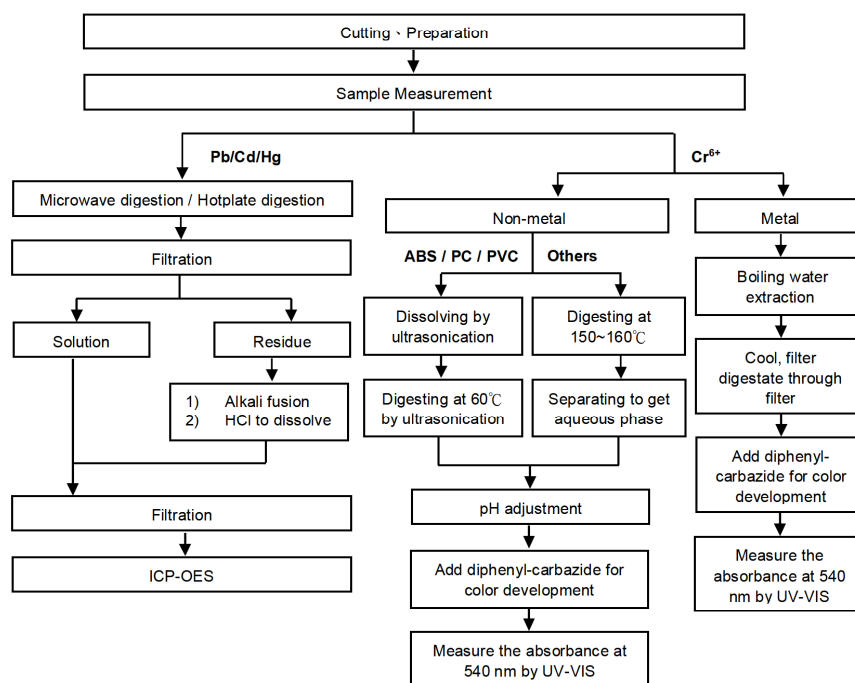 Cutting、Preparation
Sample Measurement
Pb/Cd/Hg
Cr⁶⁺
Microwave digestion / Hotplate digestion
Non-metal
Metal
Filtration
ABS / PC / PVC
Others
Boiling water
extraction
Solution
Residue
Dissolving by
ultrasonication
Digesting at
150~160℃
Cool, filter
digestate through
filter
1) Alkali fusion
2) HCl to dissolve
Digesting at 60℃
by ultrasonication
Separating to get
aqueous phase
Add diphenyl-
carbazide for color
development
Filtration
pH adjustment
Measure the
absorbance at 540
nm by UV-VIS
ICP-OES
Add diphenyl-carbazide for
color development
Measure the absorbance at
540 nm by UV-VIS